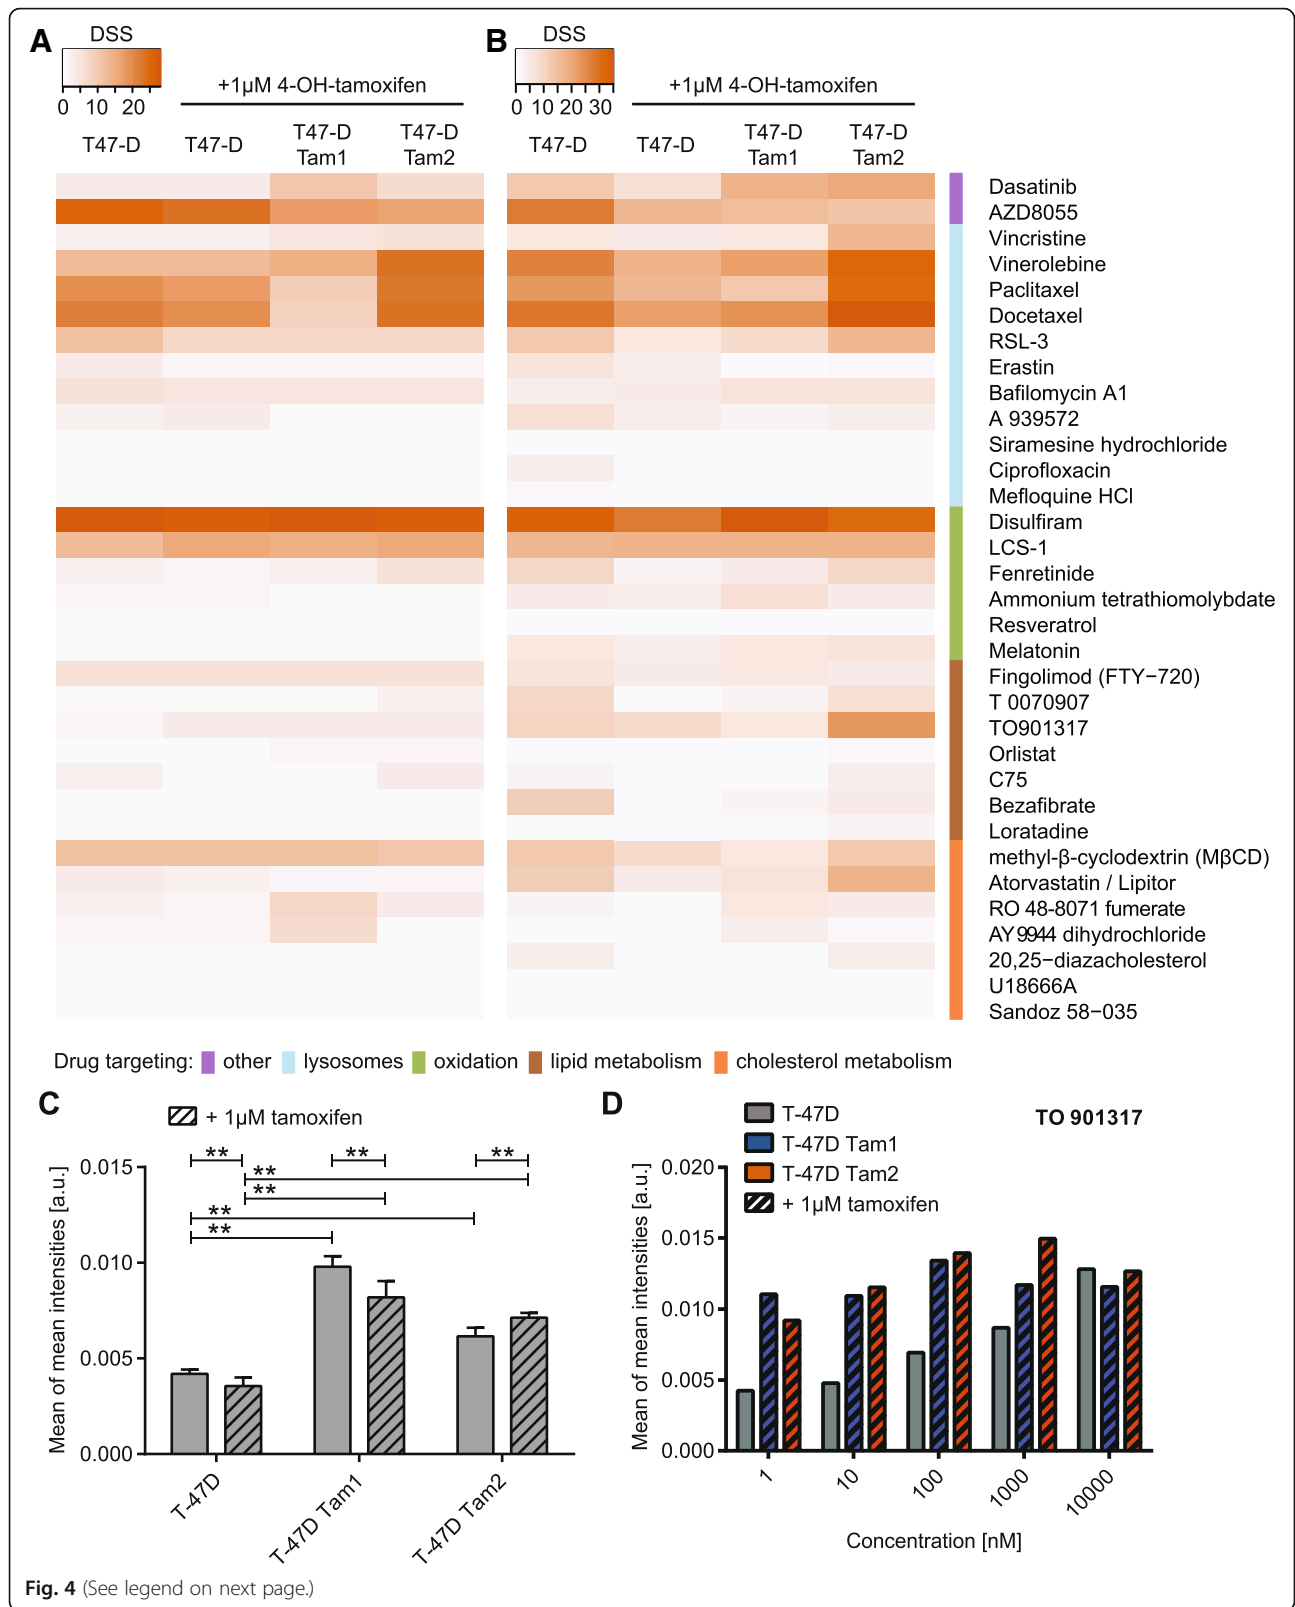 A
DSS
0 10 20
+1µM 4-OH-tamoxifen
T47-D
T47-D
T47-D
Tam1
T47-D
Tam2
B
DSS
0 10 20 30
+1µM 4-OH-tamoxifen
T47-D
T47-D
T47-D
Tam1
T47-D
Tam2
Dasatinib
AZD8055
Vincristine
Vinerolebine
Paclitaxel
Docetaxel
RSL-3
Erastin
Bafilomycin A1
A 939572
Siramesine hydrochloride
Ciprofloxacin
Mefloquine HCl
Disulfiram
LCS-1
Fenretinide
Ammonium tetrathiomolybdate
Resveratrol
Melatonin
Fingolimod (FTY−720)
T 0070907
TO901317
Orlistat
C75
Bezafibrate
Loratadine
methyl-β-cyclodextrin (MβCD)
Atorvastatin / Lipitor
RO 48-8071 fumerate
AY 9944 dihydrochloride
20,25−diazacholesterol
U18666A
Sandoz 58−035
Drug targeting: other lysosomes oxidation lipid metabolism cholesterol metabolism
C
+ 1µM tamoxifen
** ** **
**
**
**
**
Mean of mean intensities [a.u.]
0.015
0.010
0.005
0.000
T-47D
T-47D Tam1
T-47D Tam2
D
T-47D
T-47D Tam1
T-47D Tam2
+ 1µM tamoxifen
TO 901317
Mean of mean intensities [a.u.]
0.020
0.015
0.010
0.005
0.000
1
10
100
1000
10000
Concentration [nM]
Fig. 4 (See legend on next page.)